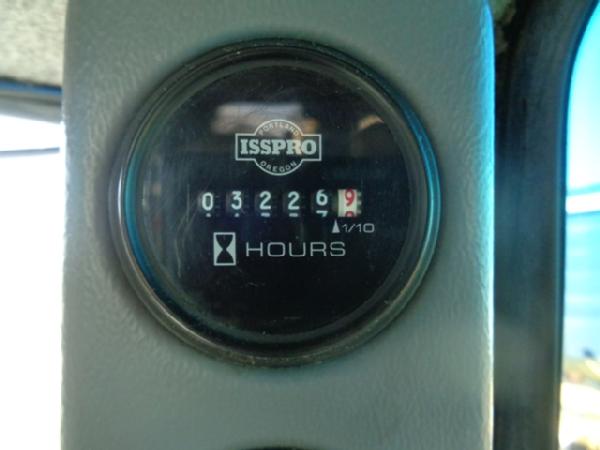 PORTLAND
ISSPRO
OREGON
0 3 2 2 6 9
1/10
HOURS